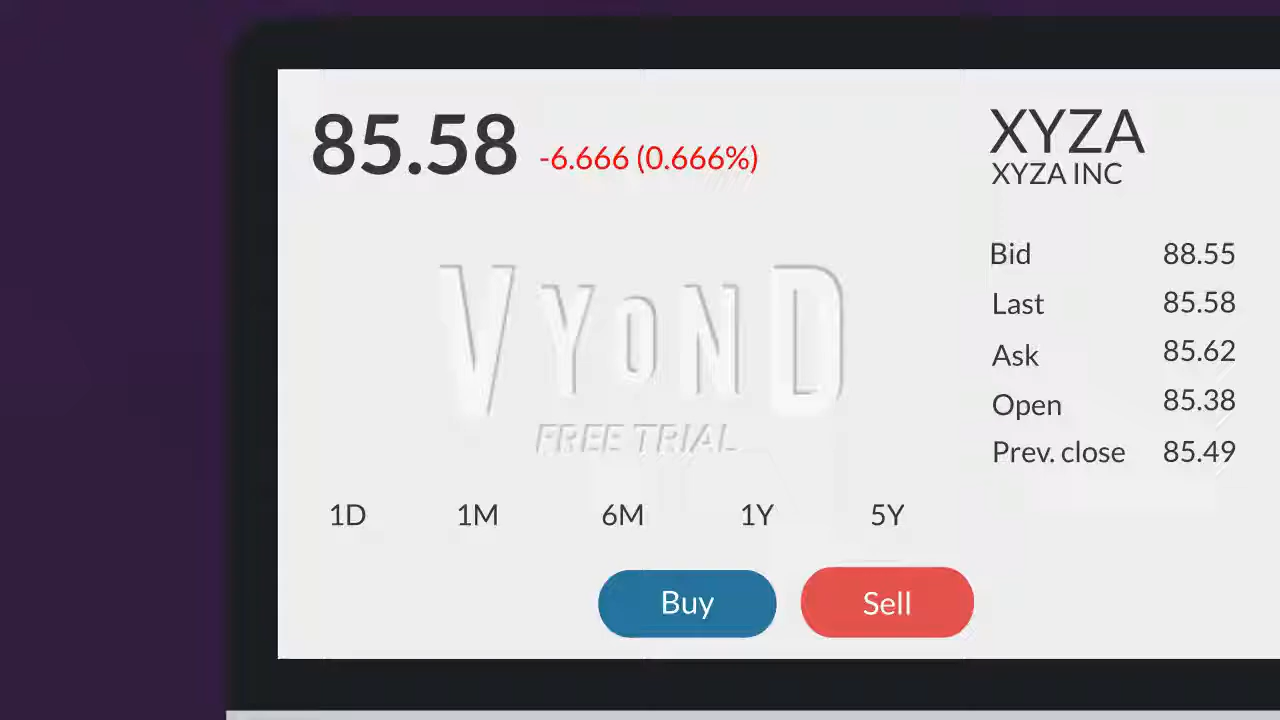 85.58 -6.666 (0.666%)
XYZA
XYZA INC
Bid 88.55
Last 85.58
Ask 85.62
Open 85.38
Prev. close 85.49
VYOND
FREE TRIAL
1D 1M 6M 1Y 5Y
Buy Sell